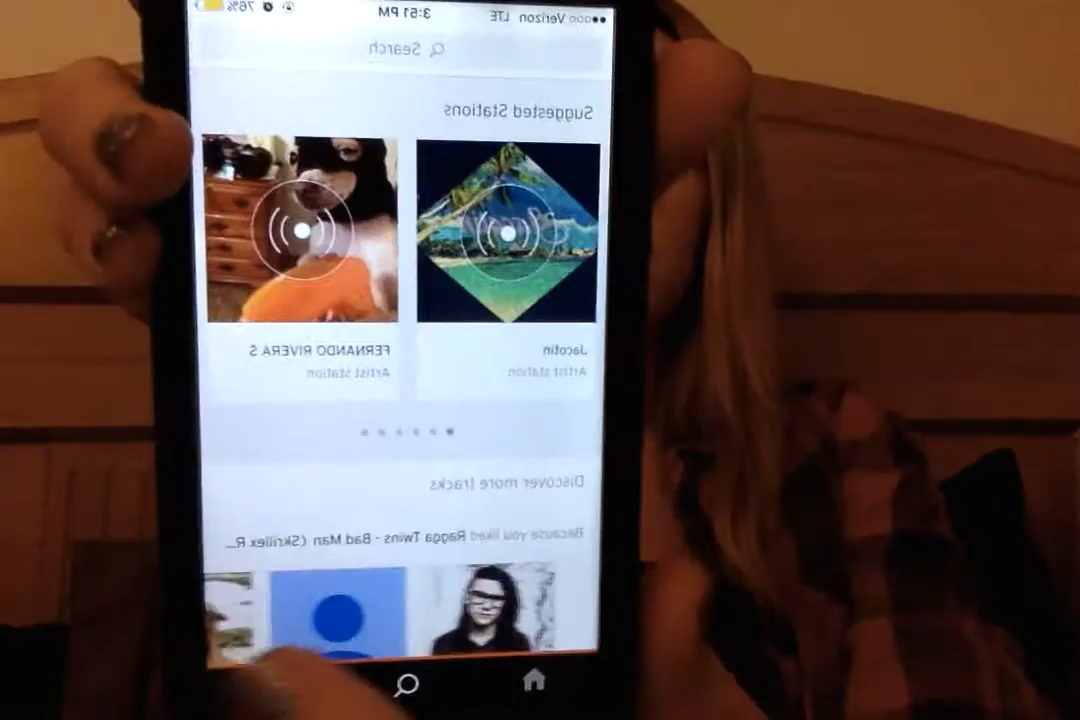 Verizon LTE 3:51 PM 76%
Search
Suggested Stations
Jacotin FERNANDO RIVERA S
Artist station Artist station
Discover more tracks
Because you liked Ragga Twins - Bad Man (Skrillex R...